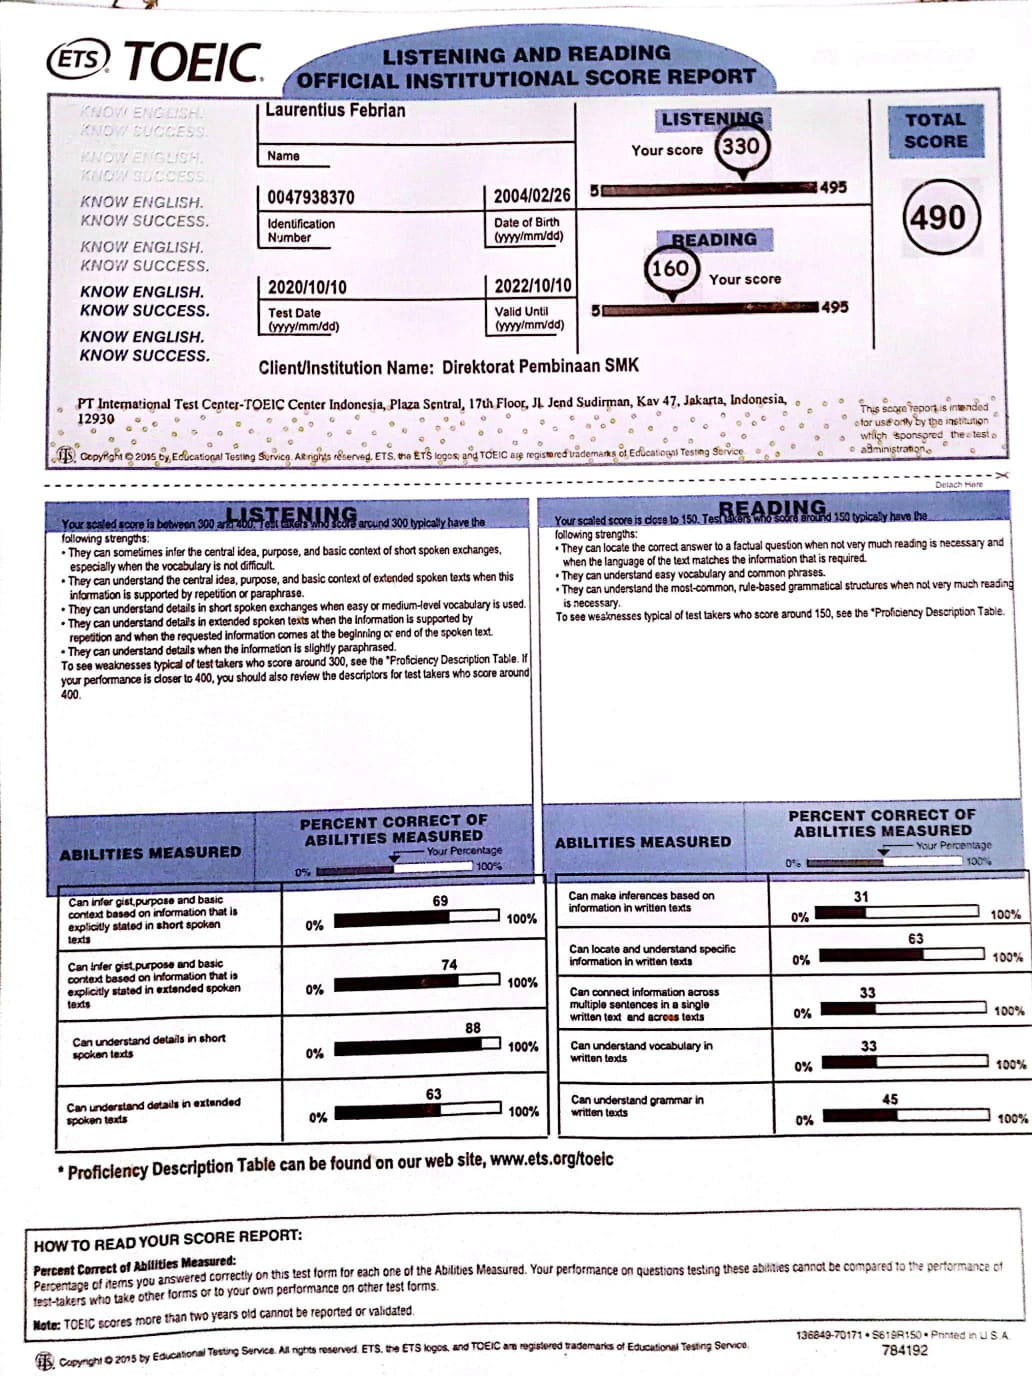 ETS TOEIC
LISTENING AND READING
OFFICIAL INSTITUTIONAL SCORE REPORT
KNOW ENGLISH.
KNOW SUCCESS.
KNOW ENGLISH.
KNOW SUCCESS.
KNOW ENGLISH.
KNOW SUCCESS.
KNOW ENGLISH.
KNOW SUCCESS.
KNOW ENGLISH.
KNOW SUCCESS.
KNOW ENGLISH.
KNOW SUCCESS.
Laurentius Febrian
Name
0047938370
Identification
Number
2004/02/26
Date of Birth
(yyyy/mm/dd)
2020/10/10
Test Date
(yyyy/mm/dd)
2022/10/10
Valid Until
(yyyy/mm/dd)
LISTENING
Your score 330
5 495
READING
160 Your score
5 495
TOTAL
SCORE
490
Client/Institution Name: Direktorat Pembinaan SMK
PT International Test Center-TOEIC Center Indonesia, Plaza Sentral, 17th Floor, Jl. Jend Sudirman, Kav 47, Jakarta, Indonesia,
12930
This score report is intended
for use only by the institution
which sponsored the test
administration.
Copyright © 2015 by Educational Testing Service. All rights reserved. ETS, the ETS logos, and TOEIC are registered trademarks of Educational Testing Service
Detach Here
LISTENING
Your scaled score is between 300 and 400. Test takers who score around 300 typically have the
following strengths:
• They can sometimes infer the central idea, purpose, and basic context of short spoken exchanges,
especially when the vocabulary is not difficult.
• They can understand the central idea, purpose, and basic context of extended spoken texts when this
information is supported by repetition or paraphrase.
• They can understand details in short spoken exchanges when easy or medium-level vocabulary is used.
• They can understand details in extended spoken texts when the information is supported by
repetition and when the requested information comes at the beginning or end of the spoken text.
• They can understand details when the information is slightly paraphrased.
To see weaknesses typical of test takers who score around 300, see the *Proficiency Description Table. If
your performance is closer to 400, you should also review the descriptors for test takers who score around
400.
READING
Your scaled score is close to 150. Test takers who score around 150 typically have the
following strengths:
• They can locate the correct answer to a factual question when not very much reading is necessary and
when the language of the text matches the information that is required.
• They can understand easy vocabulary and common phrases.
• They can understand the most-common, rule-based grammatical structures when not very much reading
is necessary.
To see weaknesses typical of test takers who score around 150, see the *Proficiency Description Table.
ABILITIES MEASURED
PERCENT CORRECT OF
ABILITIES MEASURED
Your Percentage
0% 100%
Can infer gist,purpose and basic
context based on information that is
explicitly stated in short spoken
texts
69
0% 100%
Can infer gist,purpose and basic
context based on information that is
explicitly stated in extended spoken
texts
74
0% 100%
Can understand details in short
spoken texts
88
0% 100%
Can understand details in extended
spoken texts
63
0% 100%
ABILITIES MEASURED
PERCENT CORRECT OF
ABILITIES MEASURED
Your Percentage
0% 100%
Can make inferences based on
information in written texts
31
0% 100%
Can locate and understand specific
information in written texts
63
0% 100%
Can connect information across
multiple sentences in a single
written text and across texts
33
0% 100%
Can understand vocabulary in
written texts
33
0% 100%
Can understand grammar in
written texts
45
0% 100%
* Proficiency Description Table can be found on our web site, www.ets.org/toeic
HOW TO READ YOUR SCORE REPORT:
Percent Correct of Abilities Measured:
Percentage of items you answered correctly on this test form for each one of the Abilities Measured. Your performance on questions testing these abilities cannot be compared to the performance of
test-takers who take other forms or to your own performance on other test forms.
Note: TOEIC scores more than two years old cannot be reported or validated.
136849-70171 • S619R150 • Printed in U.S.A.
784192
Copyright © 2015 by Educational Testing Service. All rights reserved. ETS, the ETS logos, and TOEIC are registered trademarks of Educational Testing Service.